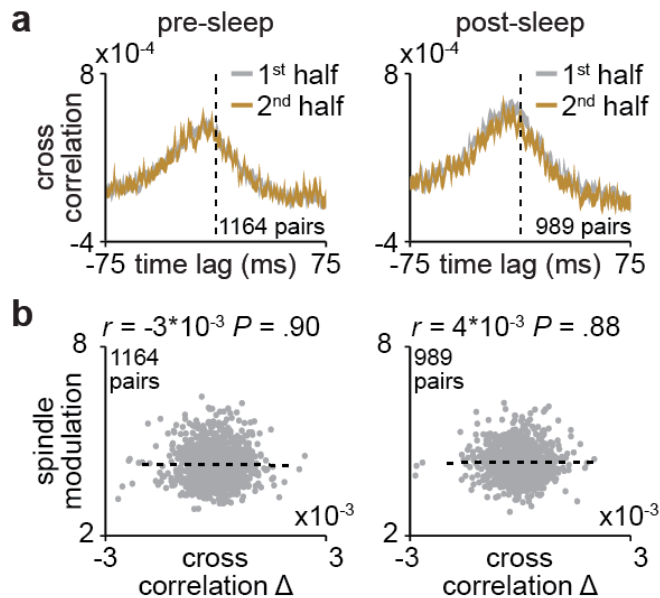 a
pre-sleep
post-sleep
x10⁻⁴
x10⁻⁴
8
8
1st half
2nd half
1st half
2nd half
cross
correlation
1164 pairs
989 pairs
-4
-4
-75 time lag (ms) 75
-75 time lag (ms) 75
b
r = -3*10⁻³ P = .90
r = 4*10⁻³ P = .88
8
8
1164
pairs
989
pairs
spindle
modulation
x10⁻³
x10⁻³
2
3
-3 cross 3
correlation Δ
-3 cross 3
correlation Δ